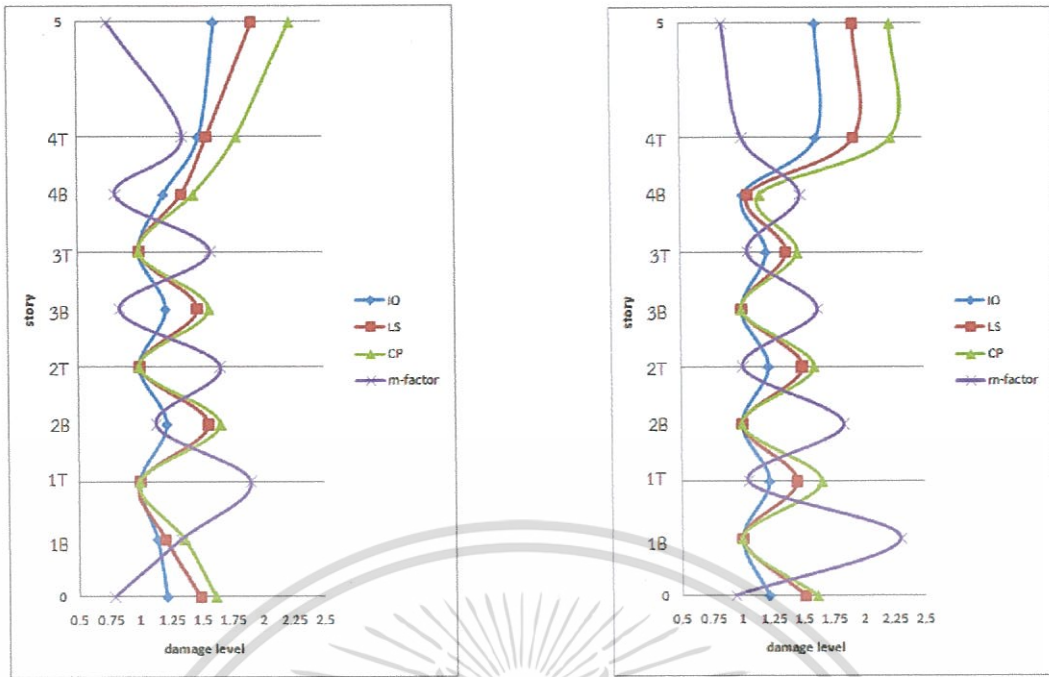 5
4T
4B
3T
3B
2T
2B
1T
1B
0
story
0.5 0.75 1 1.25 1.5 1.75 2 2.25 2.5
damage level
IO
LS
CP
m-factor
5
4T
4B
3T
3B
2T
2B
1T
1B
0
story
0.5 0.75 1 1.25 1.5 1.75 2 2.25 2.5
damage level
IO
LS
CP
m-factor